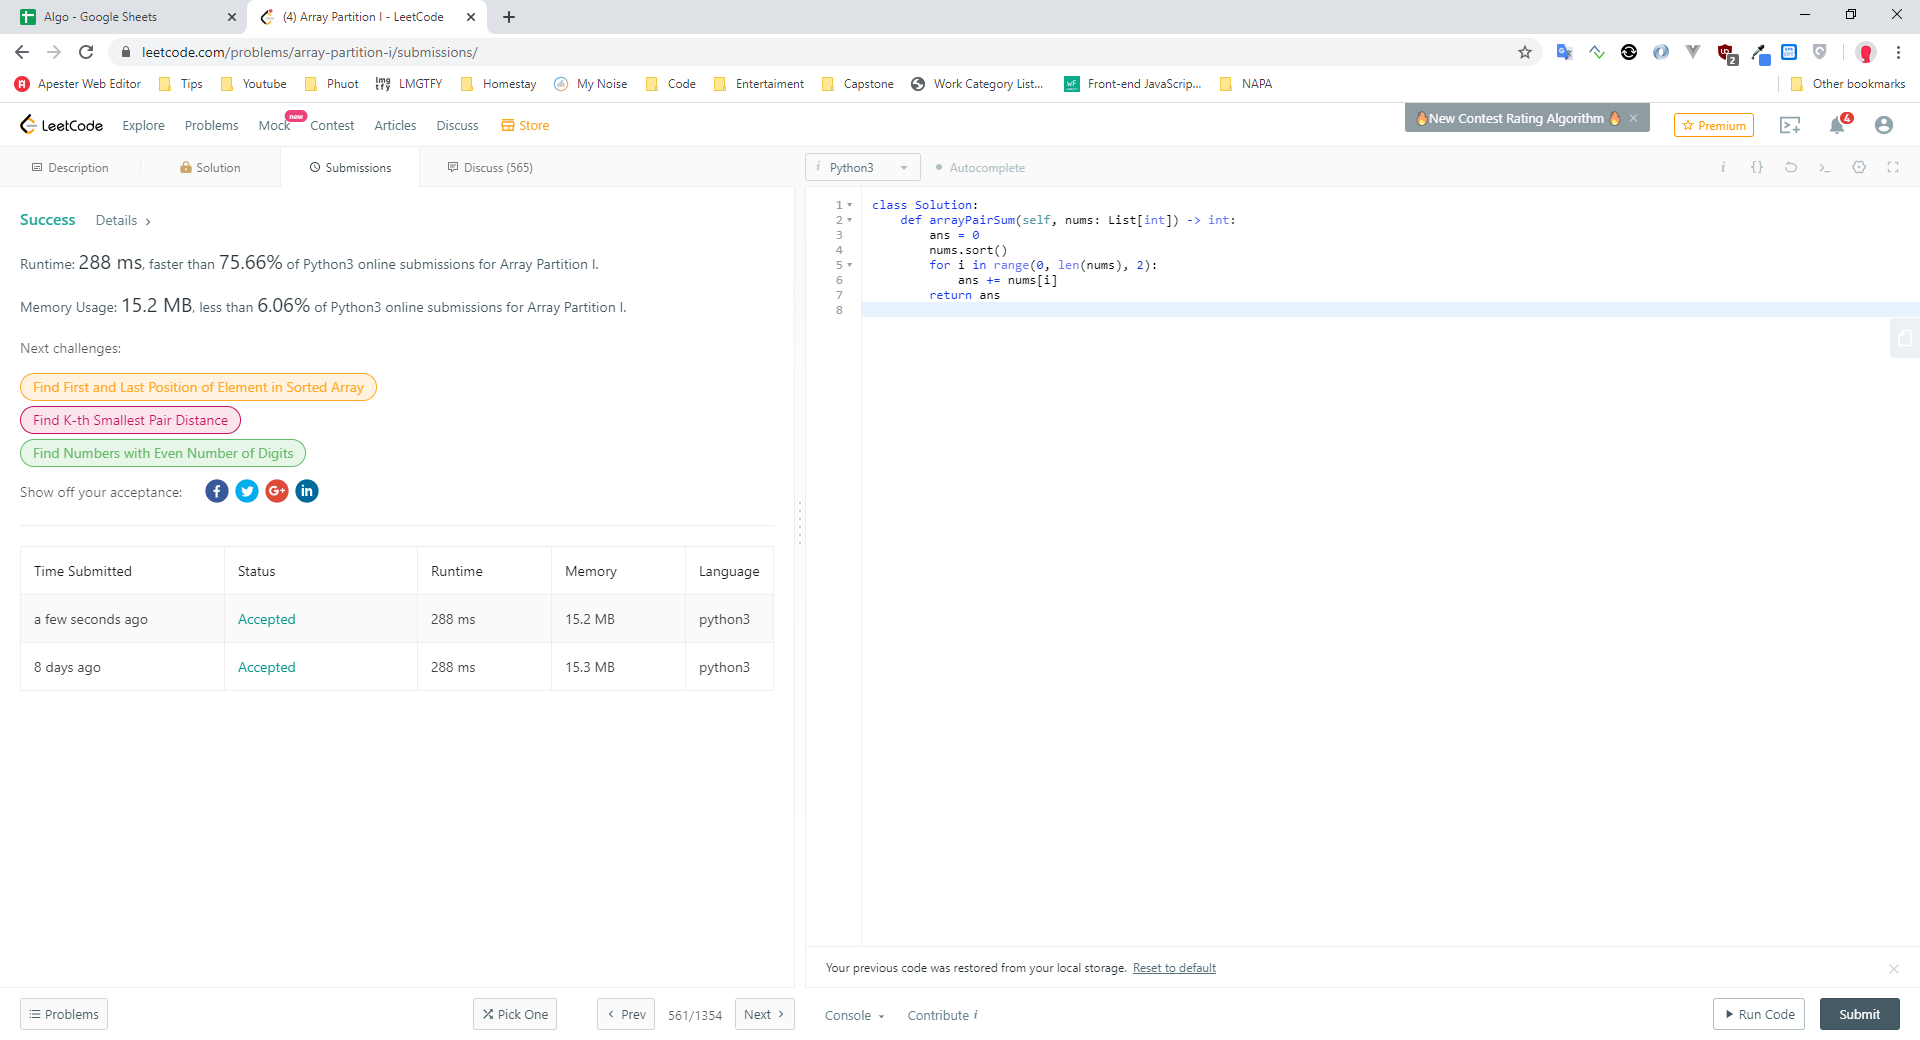 Algo - Google Sheets
(4) Array Partition I - LeetCode
leetcode.com/problems/array-partition-i/submissions/
2
Apester Web Editor Tips Youtube Phuot LMGTFY Homestay My Noise Code Entertaiment Capstone Work Category List... Front-end JavaScrip... NAPA Other bookmarks
LeetCode Explore Problems Mock new Contest Articles Discuss Store
🔥New Contest Rating Algorithm 🔥 ×
Premium
4
Description Solution Submissions Discuss (565)
i Python3 Autocomplete
Success Details
Runtime: 288 ms, faster than 75.66% of Python3 online submissions for Array Partition I.
Memory Usage: 15.2 MB, less than 6.06% of Python3 online submissions for Array Partition I.
Next challenges:
Find First and Last Position of Element in Sorted Array
Find K-th Smallest Pair Distance
Find Numbers with Even Number of Digits
Show off your acceptance: f G+ in
Time Submitted Status Runtime Memory Language
a few seconds ago Accepted 288 ms 15.2 MB python3
8 days ago Accepted 288 ms 15.3 MB python3
1 class Solution:
2     def arrayPairSum(self, nums: List[int]) -> int:
3         ans = 0
4         nums.sort()
5         for i in range(0, len(nums), 2):
6             ans += nums[i]
7         return ans
8
Your previous code was restored from your local storage. Reset to default
Problems Pick One < Prev 561/1354 Next > Console Contribute i Run Code Submit